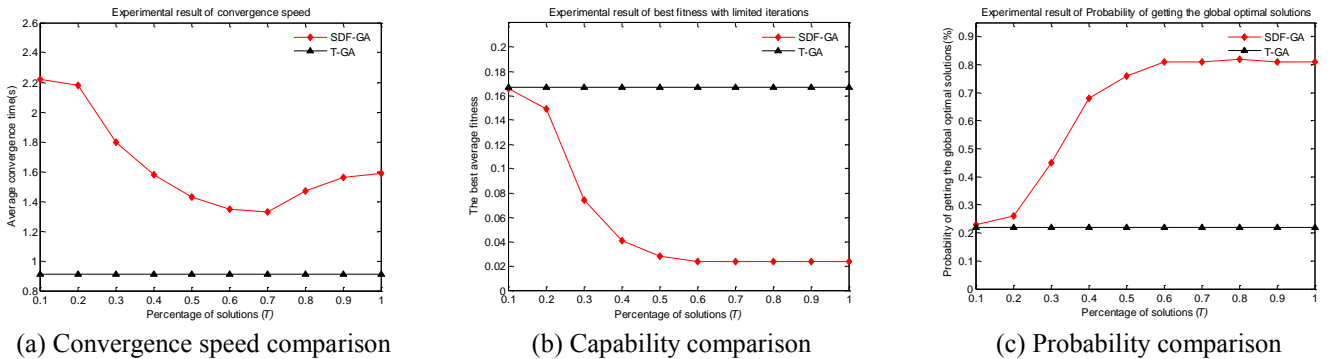 Experimental result of convergence speed
2.6
2.4
2.2
2
1.8
1.6
1.4
1.2
1
0.8
Average convergence time(s)
SDF-GA
T-GA
0.1 0.2 0.3 0.4 0.5 0.6 0.7 0.8 0.9 1
Percentage of solutions (T)
(a) Convergence speed comparison
Experimental result of best fitness with limited iterations
0.2
0.18
0.16
0.14
0.12
0.1
0.08
0.06
0.04
0.02
0
The best average fitness
SDF-GA
T-GA
0.1 0.2 0.3 0.4 0.5 0.6 0.7 0.8 0.9 1
Percentage of solutions (T)
(b) Capability comparison
Experimental result of Probability of getting the global optimal solutions
0.9
0.8
0.7
0.6
0.5
0.4
0.3
0.2
0.1
0
Probability of getting the global optimal solutions(%)
SDF-GA
T-GA
0.1 0.2 0.3 0.4 0.5 0.6 0.7 0.8 0.9 1
Percentage of solutions (T)
(c) Probability comparison